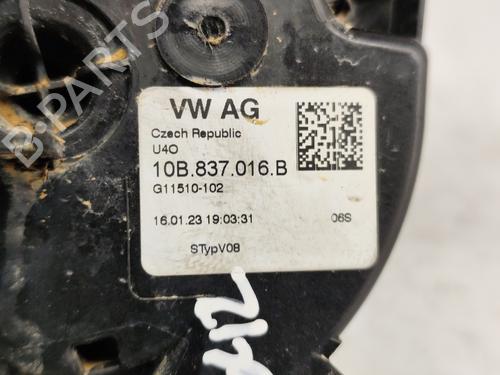 B-PARTS
VW AG
Czech Republic
U4O
10B.837.016.B
G11510-102
16.01.23 19:03:31 06S
STypV08